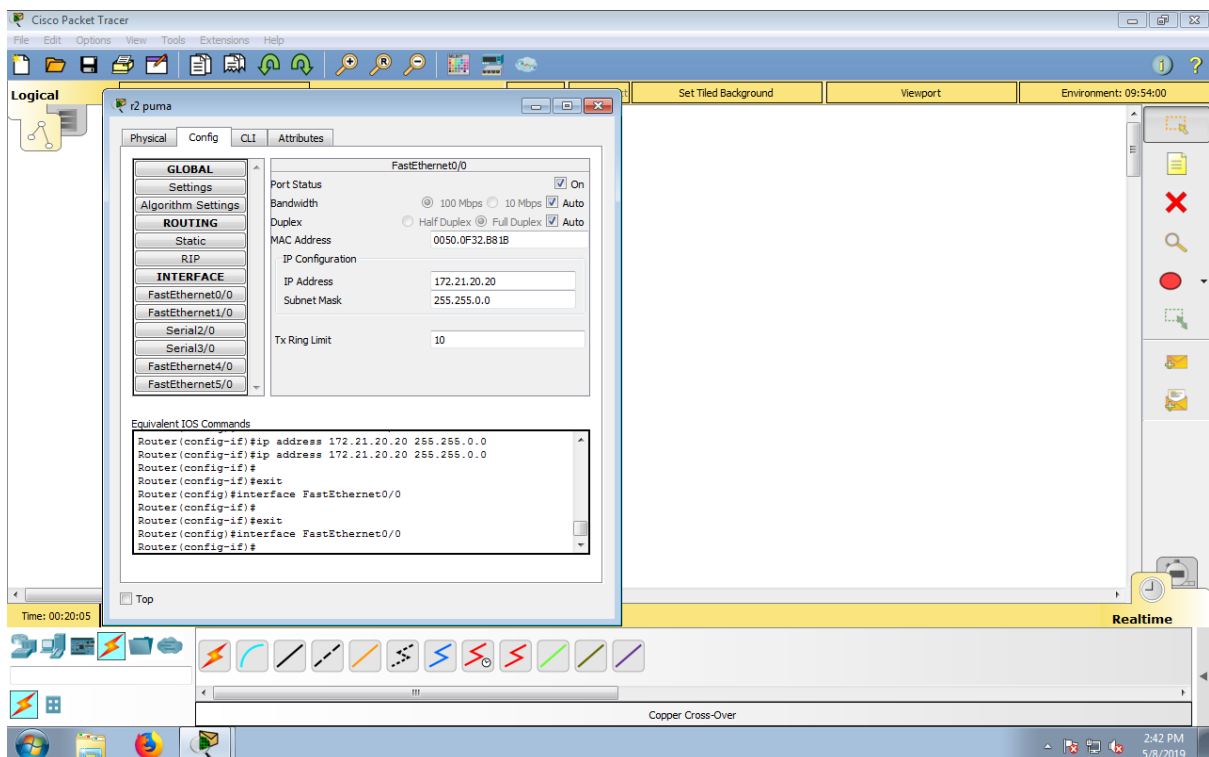 Cisco Packet Tracer
File Edit Options View Tools Extensions Help
Logical
Set Tiled Background
Viewport
Environment: 09:54:00
r2 puma
Physical Config CLI Attributes
GLOBAL
Settings
Algorithm Settings
ROUTING
Static
RIP
INTERFACE
FastEthernet0/0
FastEthernet1/0
Serial2/0
Serial3/0
FastEthernet4/0
FastEthernet5/0
FastEthernet0/0
Port Status On
Bandwidth 100 Mbps 10 Mbps Auto
Duplex Half Duplex Full Duplex Auto
MAC Address 0050.0F32.B81B
IP Configuration
IP Address 172.21.20.20
Subnet Mask 255.255.0.0
Tx Ring Limit 10
Equivalent IOS Commands
Router(config-if)#ip address 172.21.20.20 255.255.0.0
Router(config-if)#ip address 172.21.20.20 255.255.0.0
Router(config-if)#
Router(config-if)#exit
Router(config)#interface FastEthernet0/0
Router(config-if)#
Router(config-if)#exit
Router(config)#interface FastEthernet0/0
Router(config-if)#
Top
Time: 00:20:05
Realtime
Copper Cross-Over
2:42 PM
5/8/2019